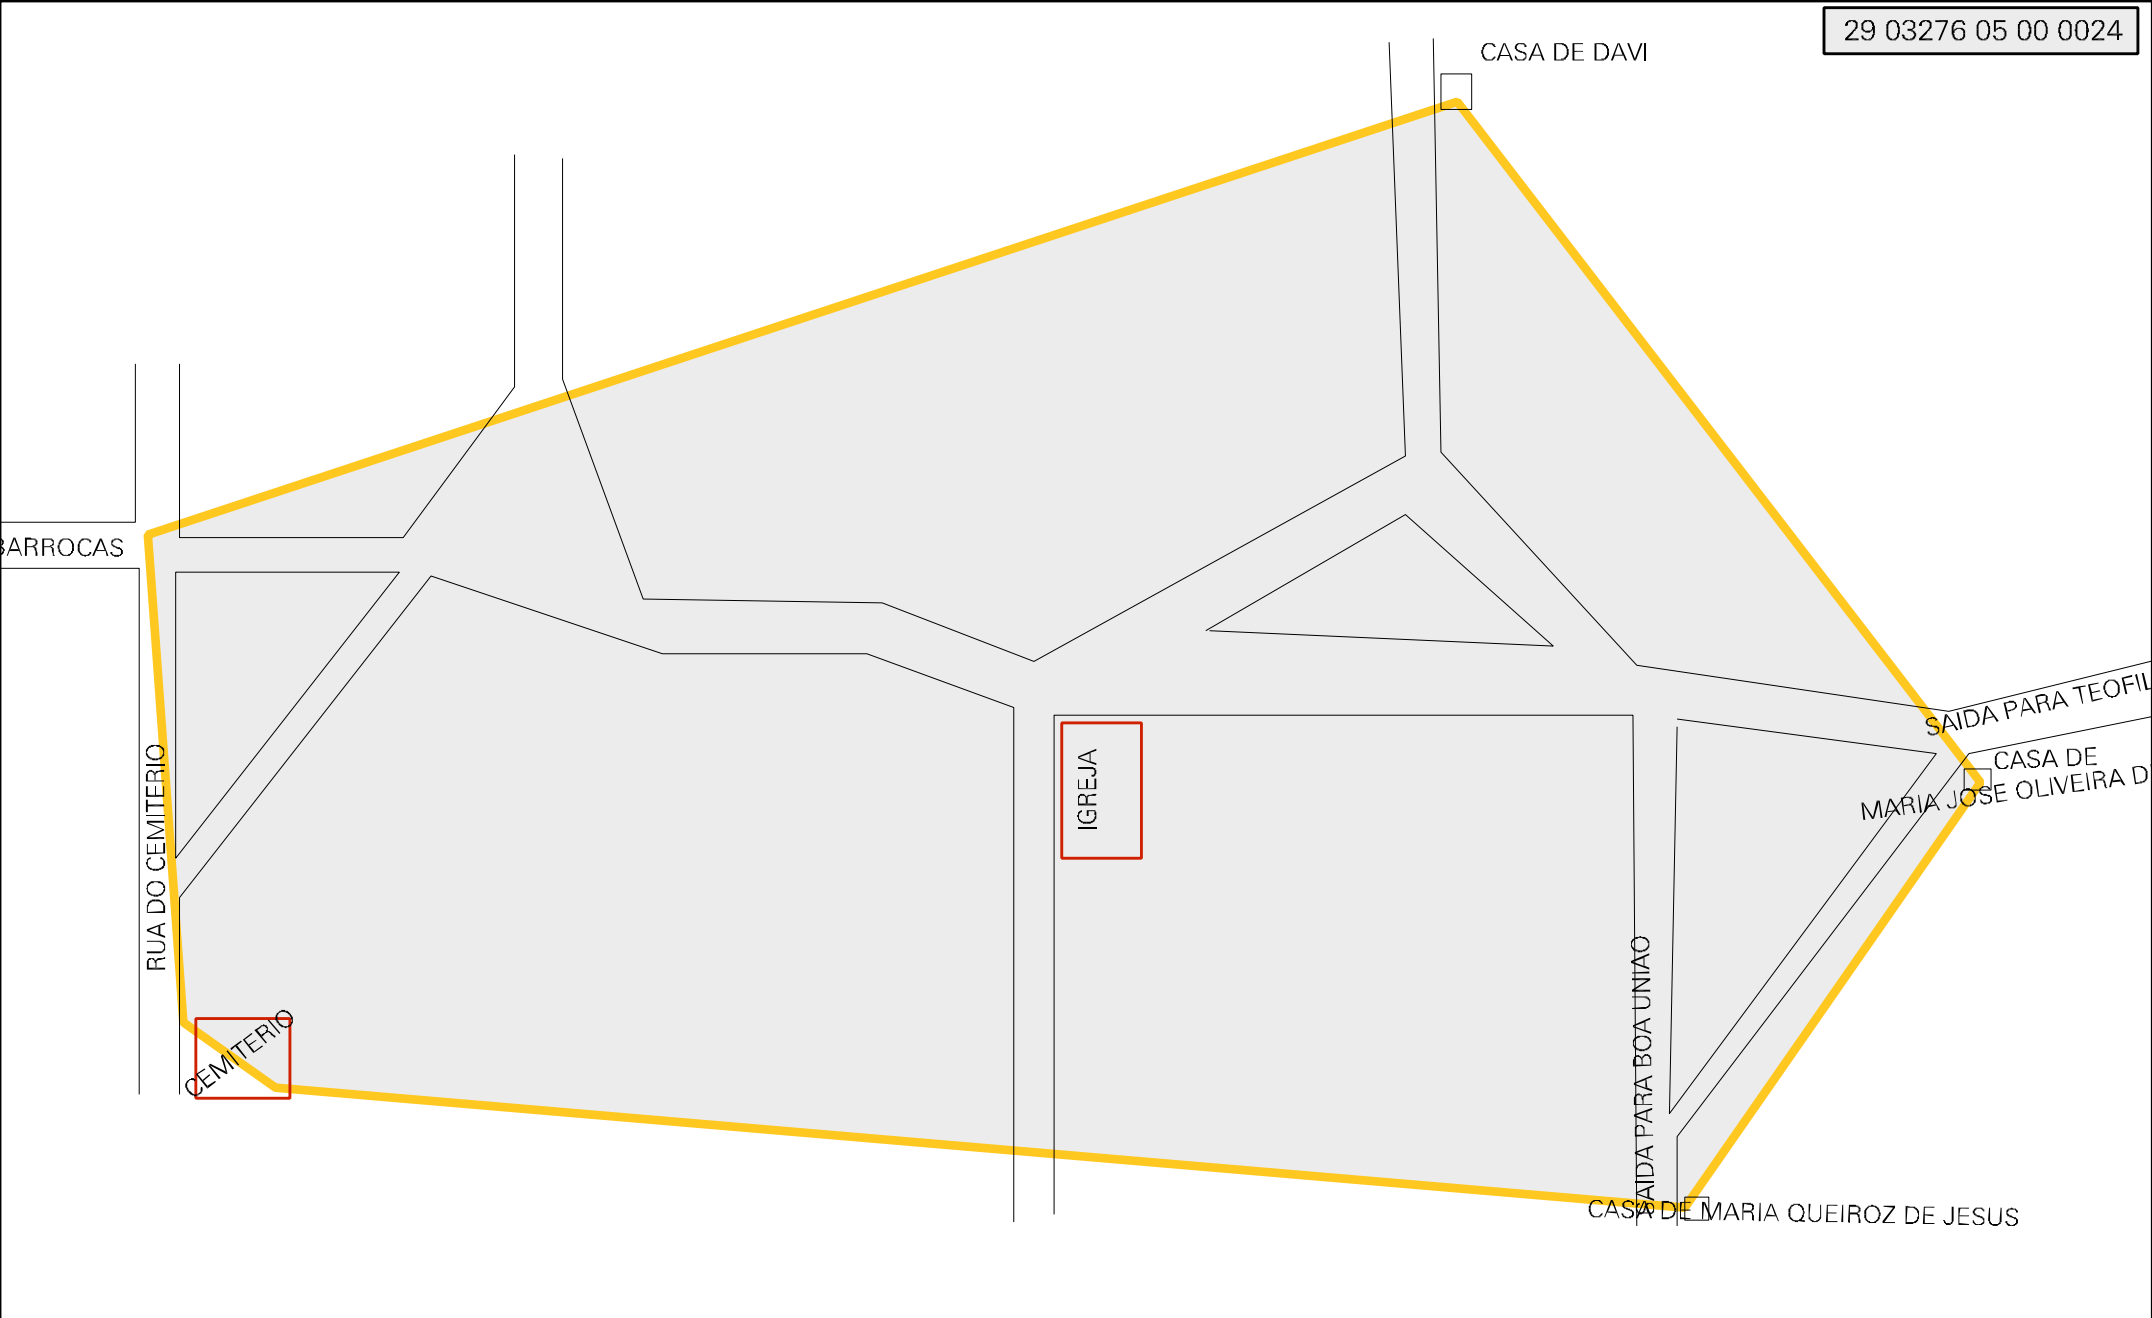 29 03276 05 00 0024
CASA DE DAVI
BARROCAS
SAIDA PARA TEOFIL
CASA DE
MARIA JOSE OLIVEIRA D
IGREJA
RUA DO CEMITERIO
CEMITERIO
SAIDA PARA BOA UNIAO
CASA DE MARIA QUEIROZ DE JESUS